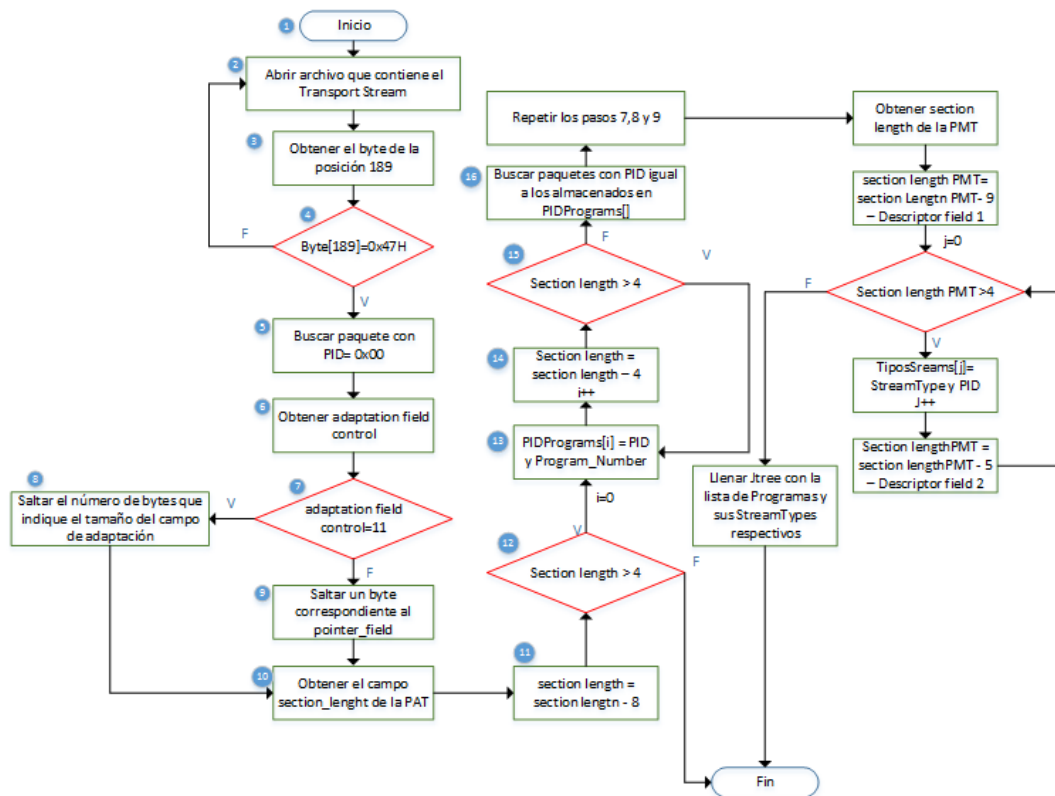 1
Inicio
2
Abrir archivo que contiene el
Transport Stream
3
Obtener el byte de la
posición 189
4
Byte[189]=0x47H
F
V
5
Buscar paquete con
PID= 0x00
6
Obtener adaptation field
control
7
adaptation field
control=11
V
F
8
Saltar el número de bytes que
indique el tamaño del campo
de adaptación
9
Saltar un byte
correspondiente al
pointer_field
10
Obtener el campo
section_lenght de la PAT
11
section length =
section lengtn - 8
12
Section length > 4
V
F
i=0
13
PIDPrograms[i] = PID
y Program_Number
14
Section length =
section length – 4
i++
15
Section length > 4
F
V
16
Buscar paquetes con PID igual
a los almacenados en
PIDPrograms[]
Repetir los pasos 7,8 y 9
Obtener section
length de la PMT
section length PMT=
section Lengtn PMT- 9
– Descriptor field 1
j=0
Section length PMT >4
F
V
TiposSreams[j]=
StreamType y PID
J++
Section lengthPMT =
section lengthPMT - 5
– Descriptor field 2
Llenar Jtree con la
lista de Programas y
sus StreamTypes
respectivos
Fin